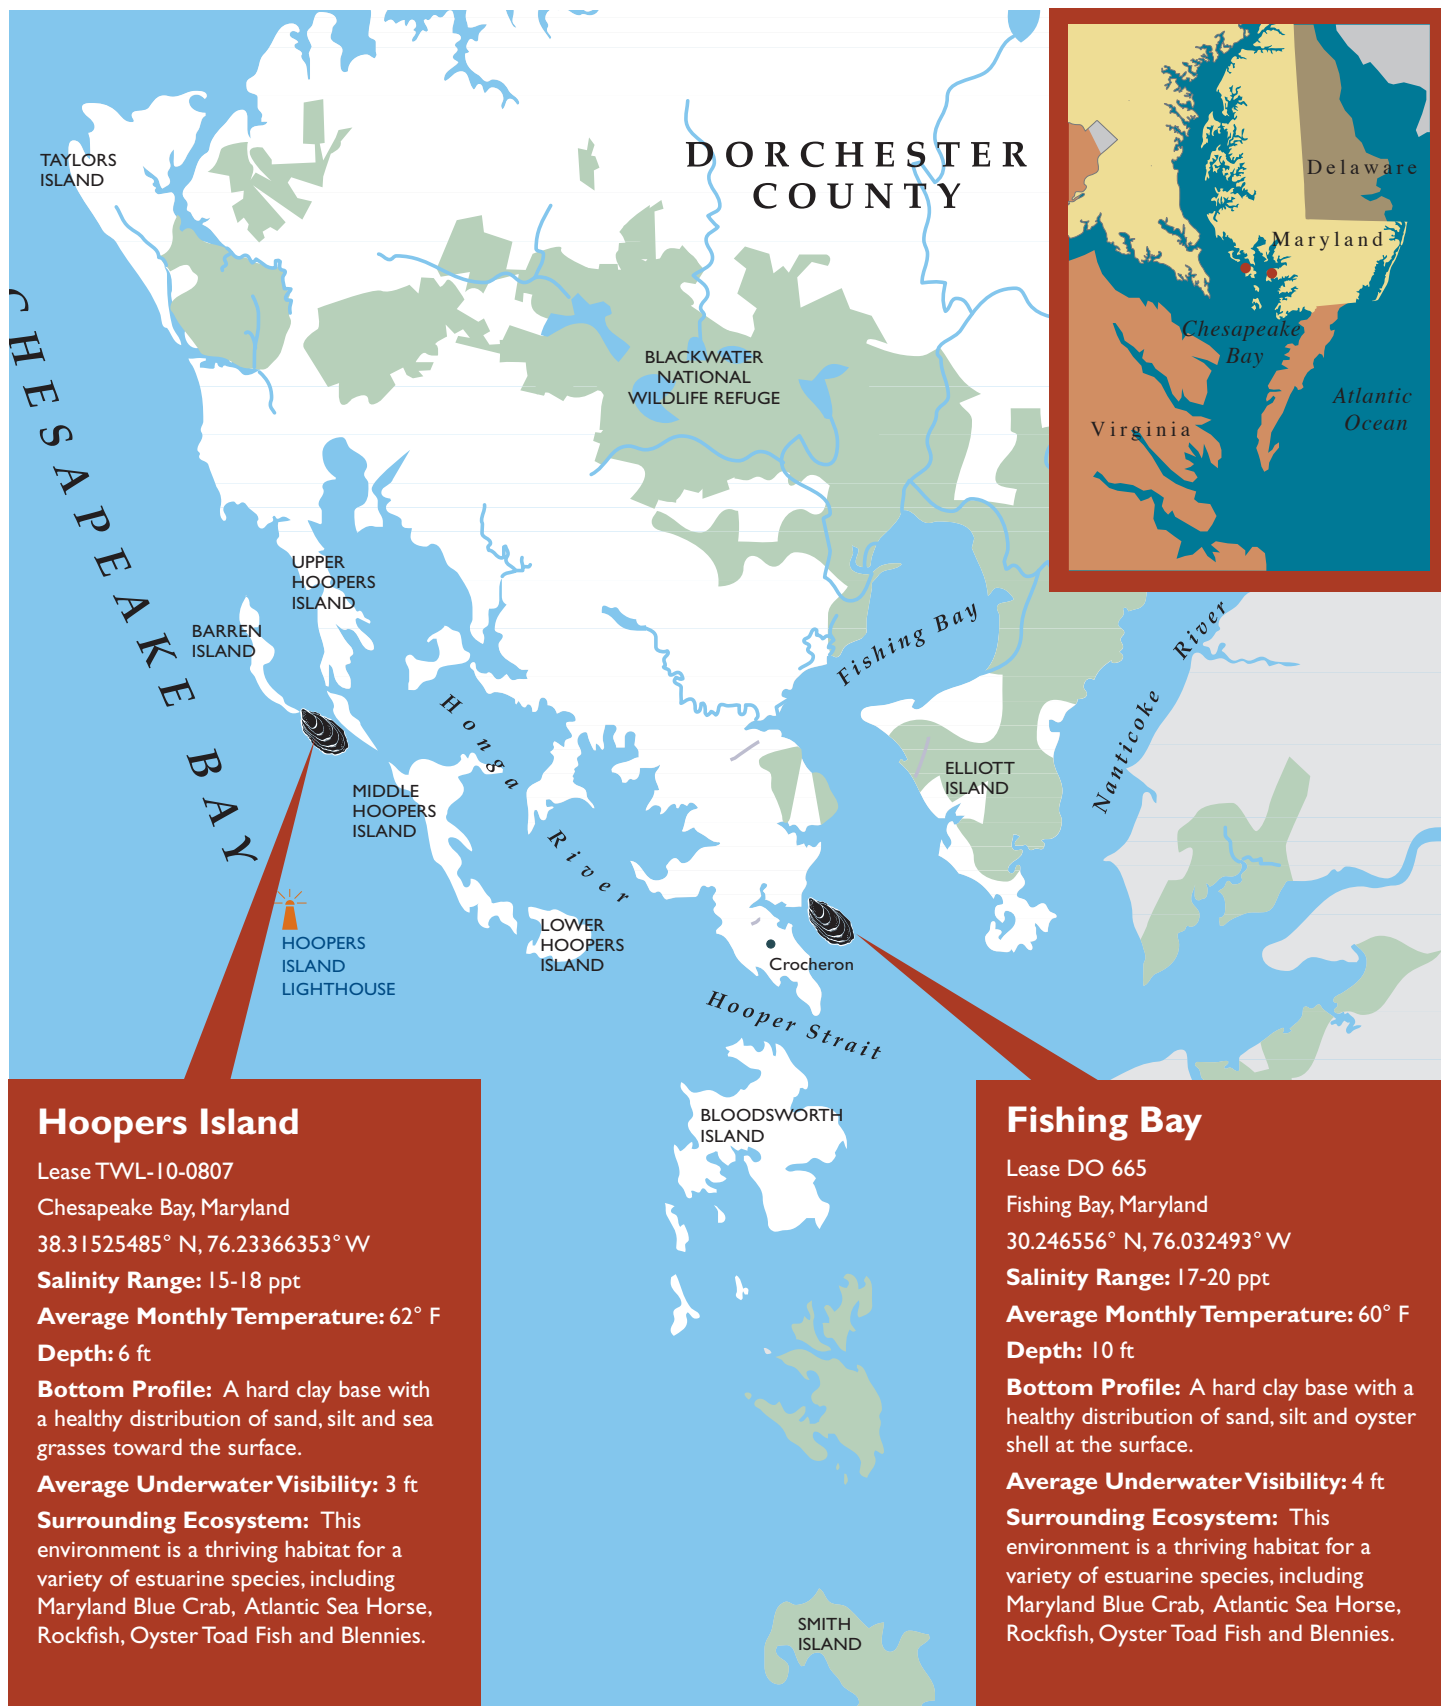 DORCHESTER
COUNTY
TAYLORS
ISLAND
CHESAPEAKE BAY
BLACKWATER
NATIONAL
WILDLIFE REFUGE
UPPER
HOOPERS
ISLAND
BARREN
ISLAND
Honga River
MIDDLE
HOOPERS
ISLAND
LOWER
HOOPERS
ISLAND
HOOPERS
ISLAND
LIGHTHOUSE
Fishing Bay
Nanticoke River
ELLIOTT
ISLAND
Crocheron
Hooper Strait
BLOODSWORTH
ISLAND
SMITH
ISLAND
Delaware
Maryland
Chesapeake
Bay
Atlantic
Ocean
Virginia
Hoopers Island
Lease TWL-10-0807
Chesapeake Bay, Maryland
38.31525485° N, 76.23366353° W
Salinity Range: 15-18 ppt
Average Monthly Temperature: 62° F
Depth: 6 ft
Bottom Profile: A hard clay base with
a healthy distribution of sand, silt and sea
grasses toward the surface.
Average Underwater Visibility: 3 ft
Surrounding Ecosystem: This
environment is a thriving habitat for a
variety of estuarine species, including
Maryland Blue Crab, Atlantic Sea Horse,
Rockfish, Oyster Toad Fish and Blennies.
Fishing Bay
Lease DO 665
Fishing Bay, Maryland
30.246556° N, 76.032493° W
Salinity Range: 17-20 ppt
Average Monthly Temperature: 60° F
Depth: 10 ft
Bottom Profile: A hard clay base with a
healthy distribution of sand, silt and oyster
shell at the surface.
Average Underwater Visibility: 4 ft
Surrounding Ecosystem: This
environment is a thriving habitat for a
variety of estuarine species, including
Maryland Blue Crab, Atlantic Sea Horse,
Rockfish, Oyster Toad Fish and Blennies.